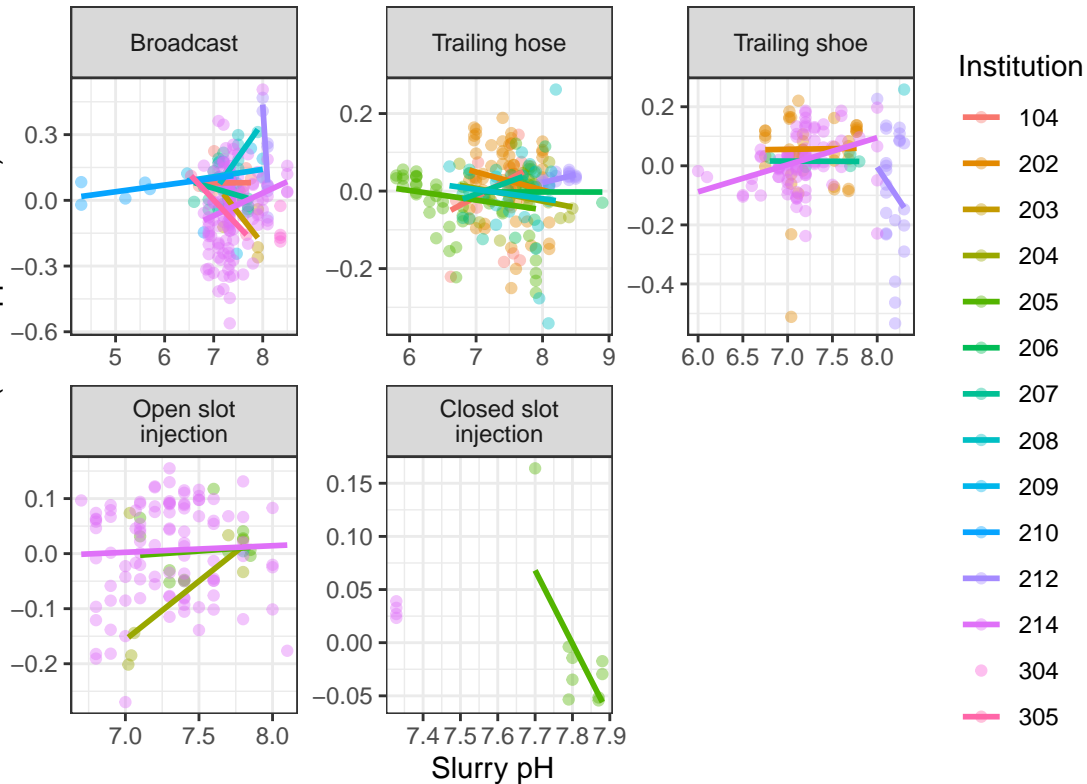 Broadcast
Trailing hose
Trailing shoe
0.3
0.0
−0.3
−0.6
5 6 7 8
0.2
0.0
−0.2
6 7 8 9
0.2
0.0
−0.2
−0.4
6.0 6.5 7.0 7.5 8.0
Open slot
injection
Closed slot
injection
0.1
0.0
−0.1
−0.2
7.0 7.5 8.0
0.15
0.10
0.05
0.00
−0.05
7.4 7.5 7.6 7.7 7.8 7.9
Slurry pH
Institution
104
202
203
204
205
206
207
208
209
210
212
214
304
305